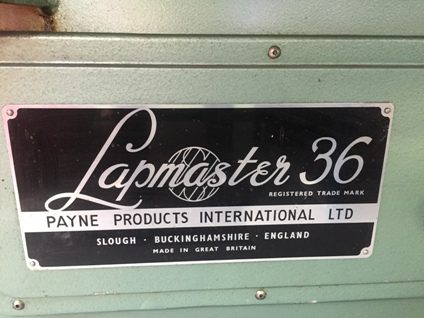 Lapmaster 36
REGISTERED TRADE MARK
PAYNE PRODUCTS INTERNATIONAL LTD
SLOUGH · BUCKINGHAMSHIRE · ENGLAND
MADE IN GREAT BRITAIN